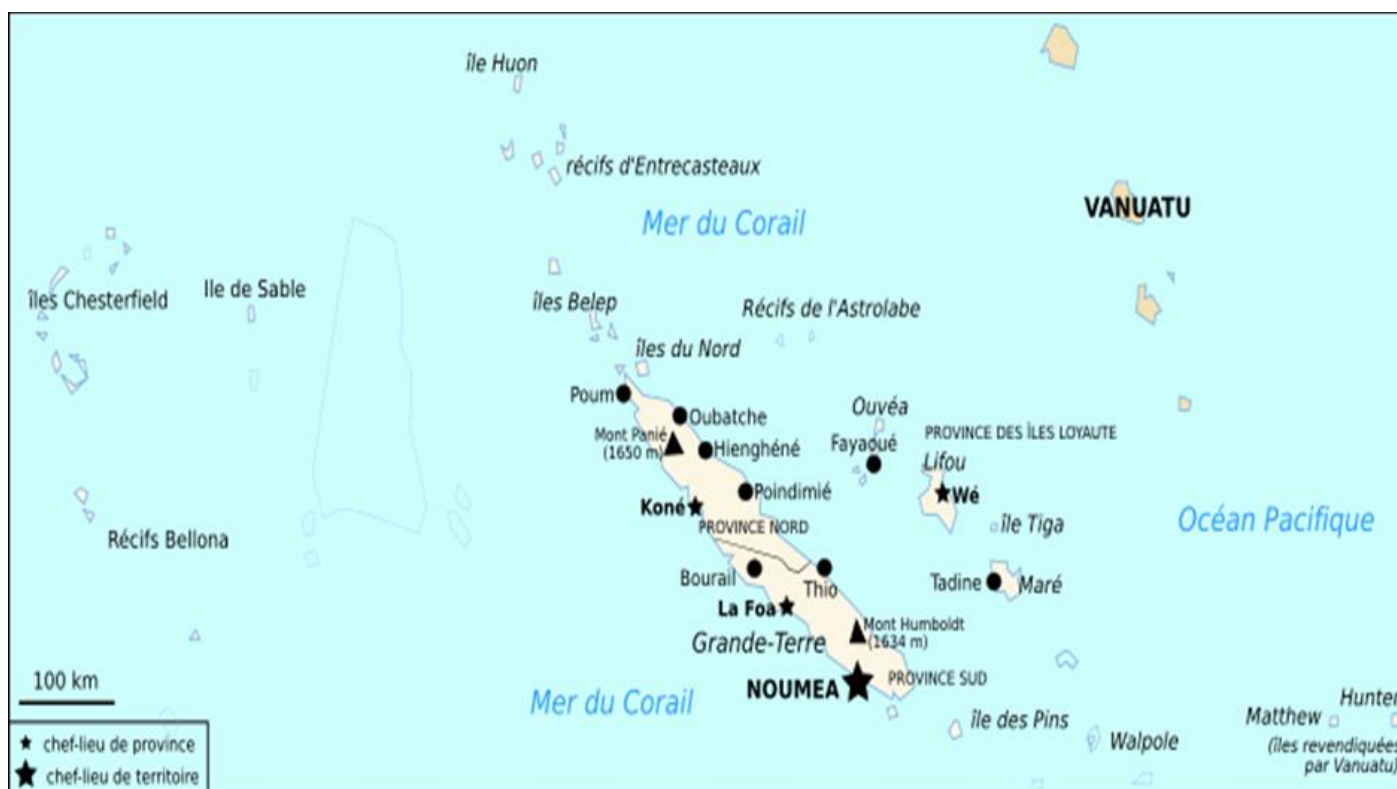 île Huon
récifs d'Entrecasteaux
VANUATU
Mer du Corail
îles Chesterfield
Ile de Sable
îles Belep
Récifs de l'Astrolabe
îles du Nord
Poum
Oubatche
Ouvéa
Mont Panié
(1650 m)
Hienghéné
Fayaoué
PROVINCE DES ÎLES LOYAUTE
Lifou
Poindimié
Wé
Koné
PROVINCE NORD
île Tiga
Océan Pacifique
Récifs Bellona
Bourail
Thio
Tadine
Maré
La Foa
Mont Humboldt
(1634 m)
Grande-Terre
100 km
NOUMEA
PROVINCE SUD
Mer du Corail
île des Pins
Walpole
Hunter
Matthew
(îles revendiquées
par Vanuatu)
chef-lieu de province
chef-lieu de territoire